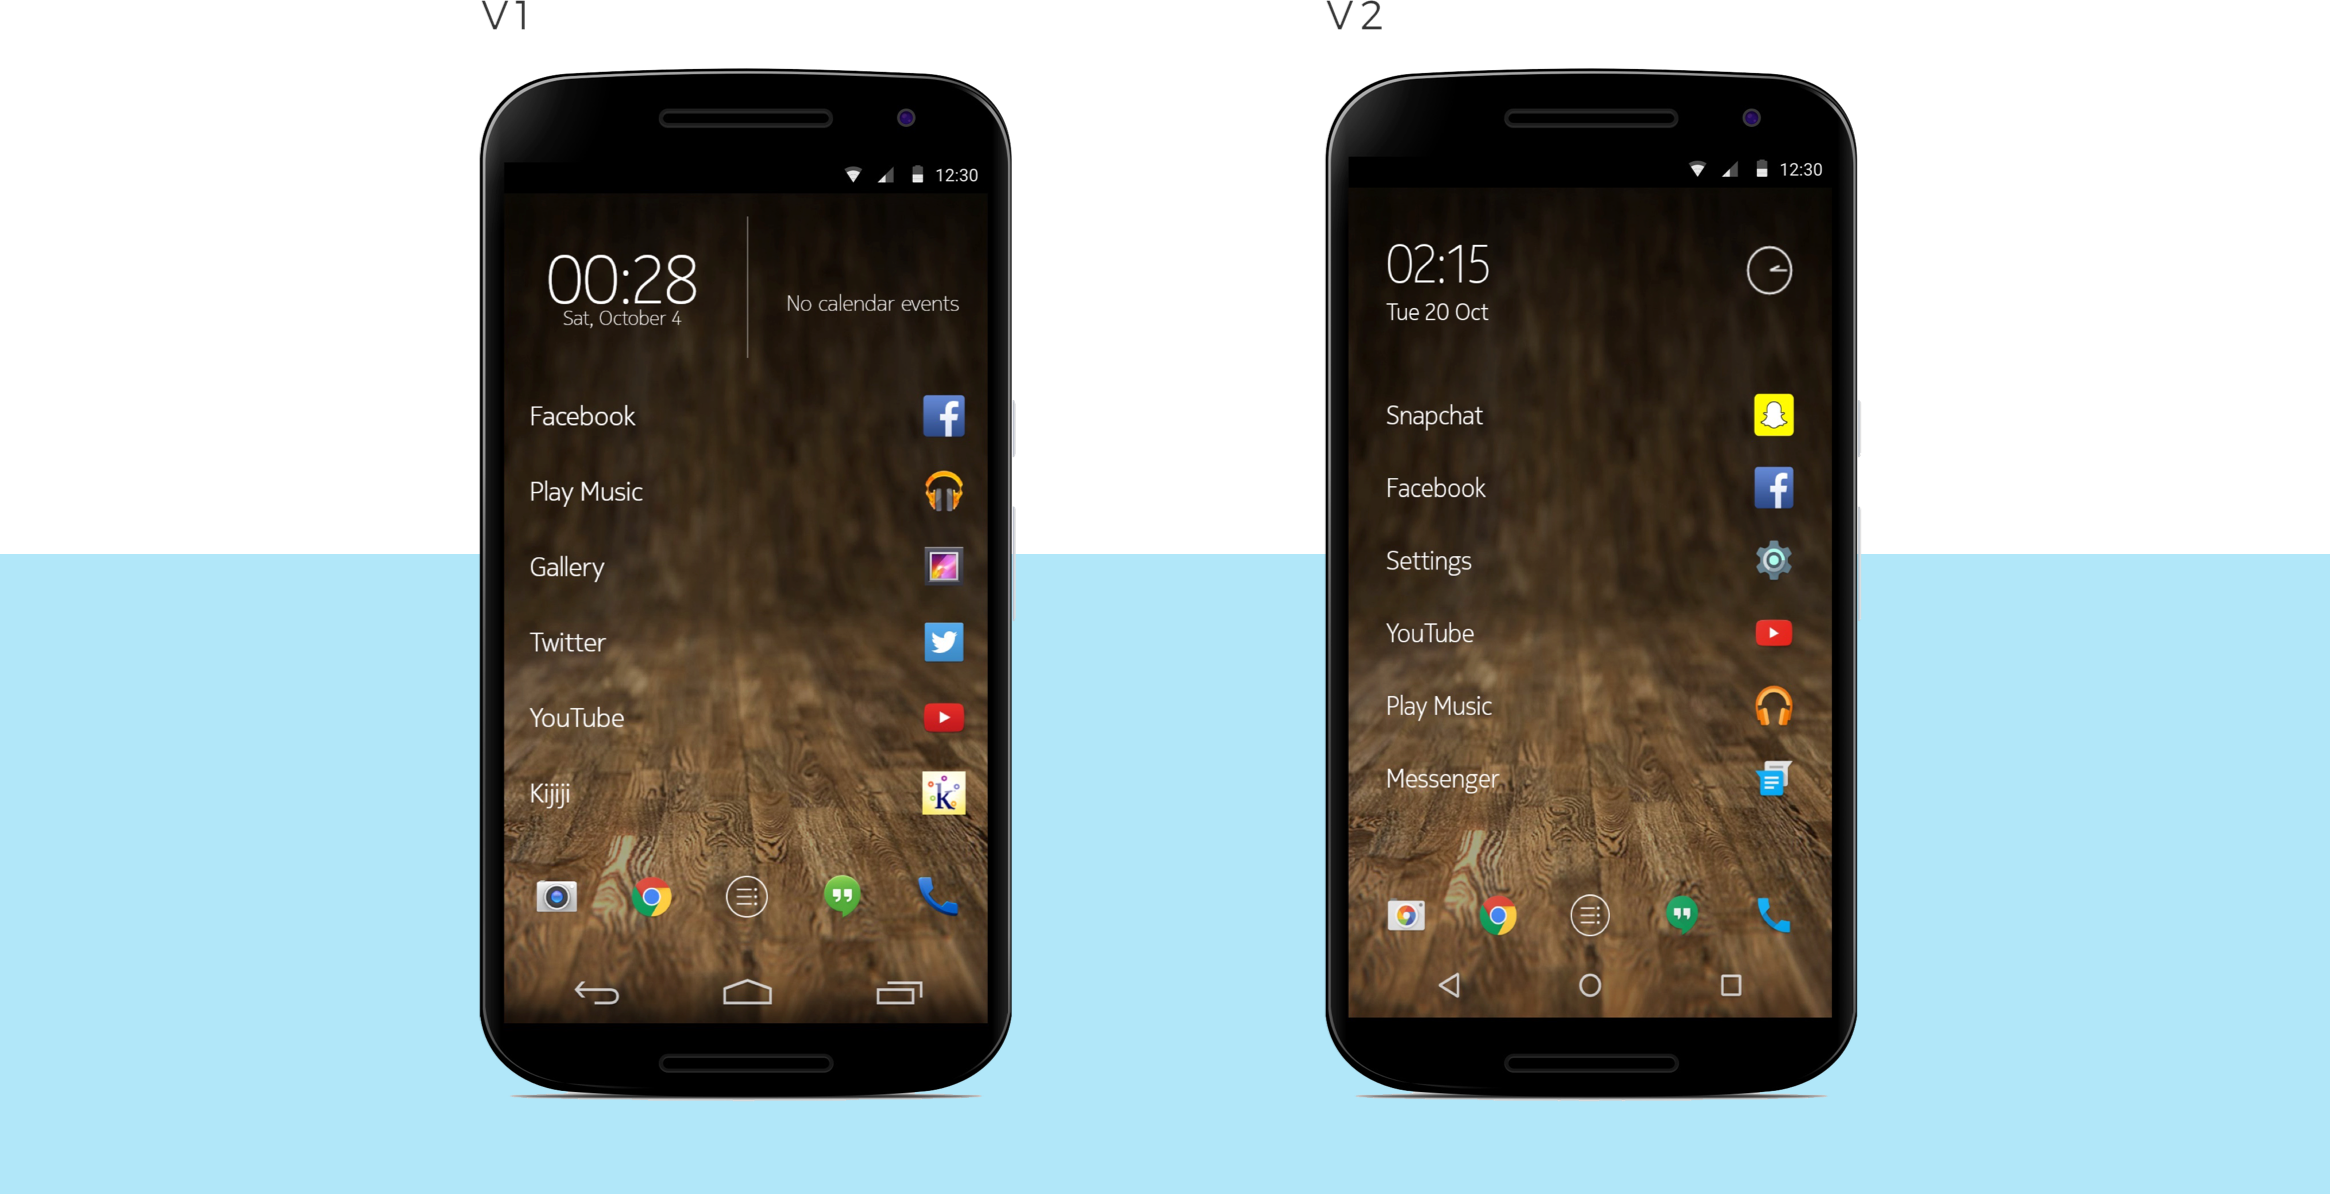 V1
12:30
00:28
Sat, October 4
No calendar events
Facebook
Play Music
Gallery
Twitter
YouTube
Kijiji
k
V2
12:30
02:15
Tue 20 Oct
Snapchat
Facebook
Settings
YouTube
Play Music
Messenger